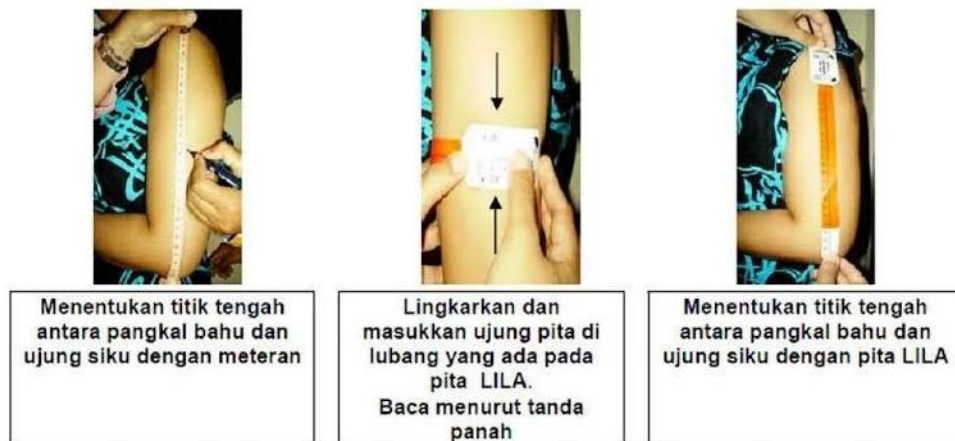 Menentukan titik tengah
antara pangkal bahu dan
ujung siku dengan meteran
Lingkarkan dan
masukkan ujung pita di
lubang yang ada pada
pita LILA.
Baca menurut tanda
panah
Menentukan titik tengah
antara pangkal bahu dan
ujung siku dengan pita LILA